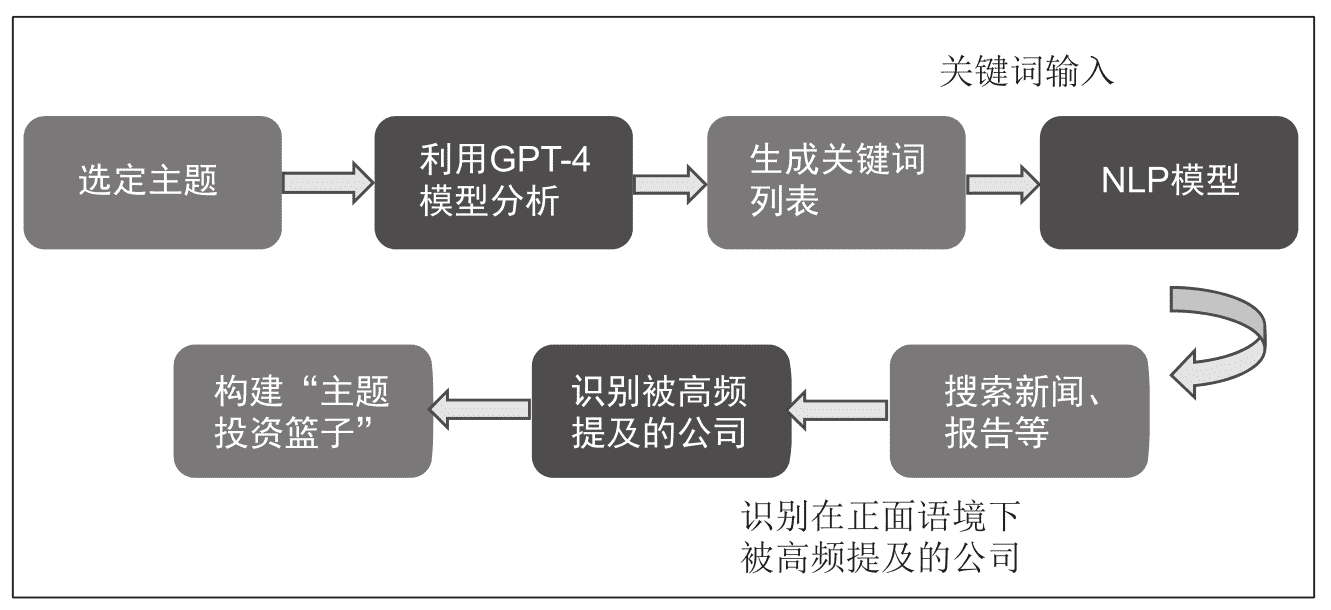 关键词输入
选定主题
利用GPT-4
模型分析
生成关键词
列表
NLP模型
搜索新闻、
报告等
识别被高频
提及的公司
构建“主题
投资篮子”
识别在正面语境下
被高频提及的公司